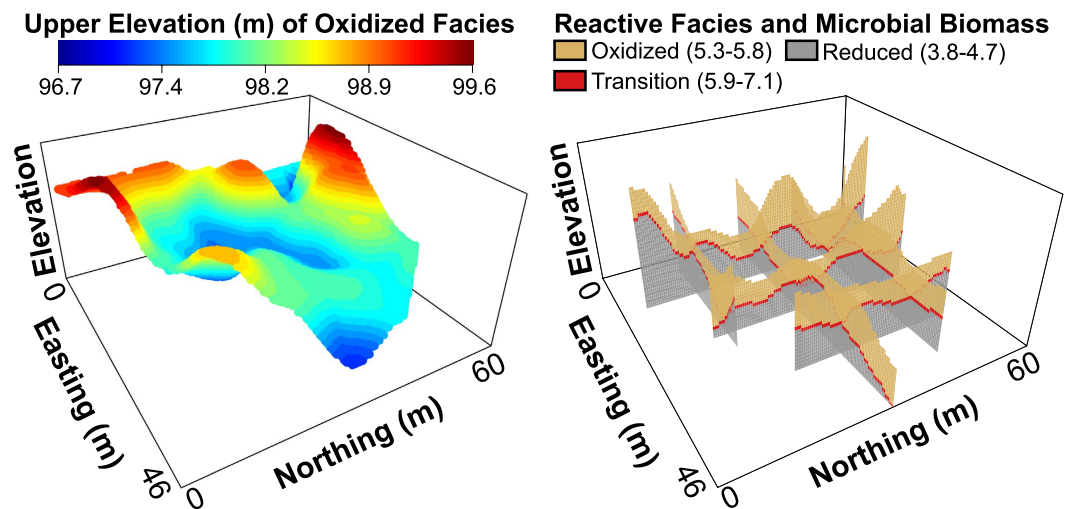 Upper Elevation (m) of Oxidized Facies
96.7 97.4 98.2 98.9 99.6
Elevation
0
Easting (m)
46
0
Northing (m)
60
Reactive Facies and Microbial Biomass
Oxidized (5.3-5.8) Reduced (3.8-4.7)
Transition (5.9-7.1)
Elevation
0
Easting (m)
46
0
Northing (m)
60